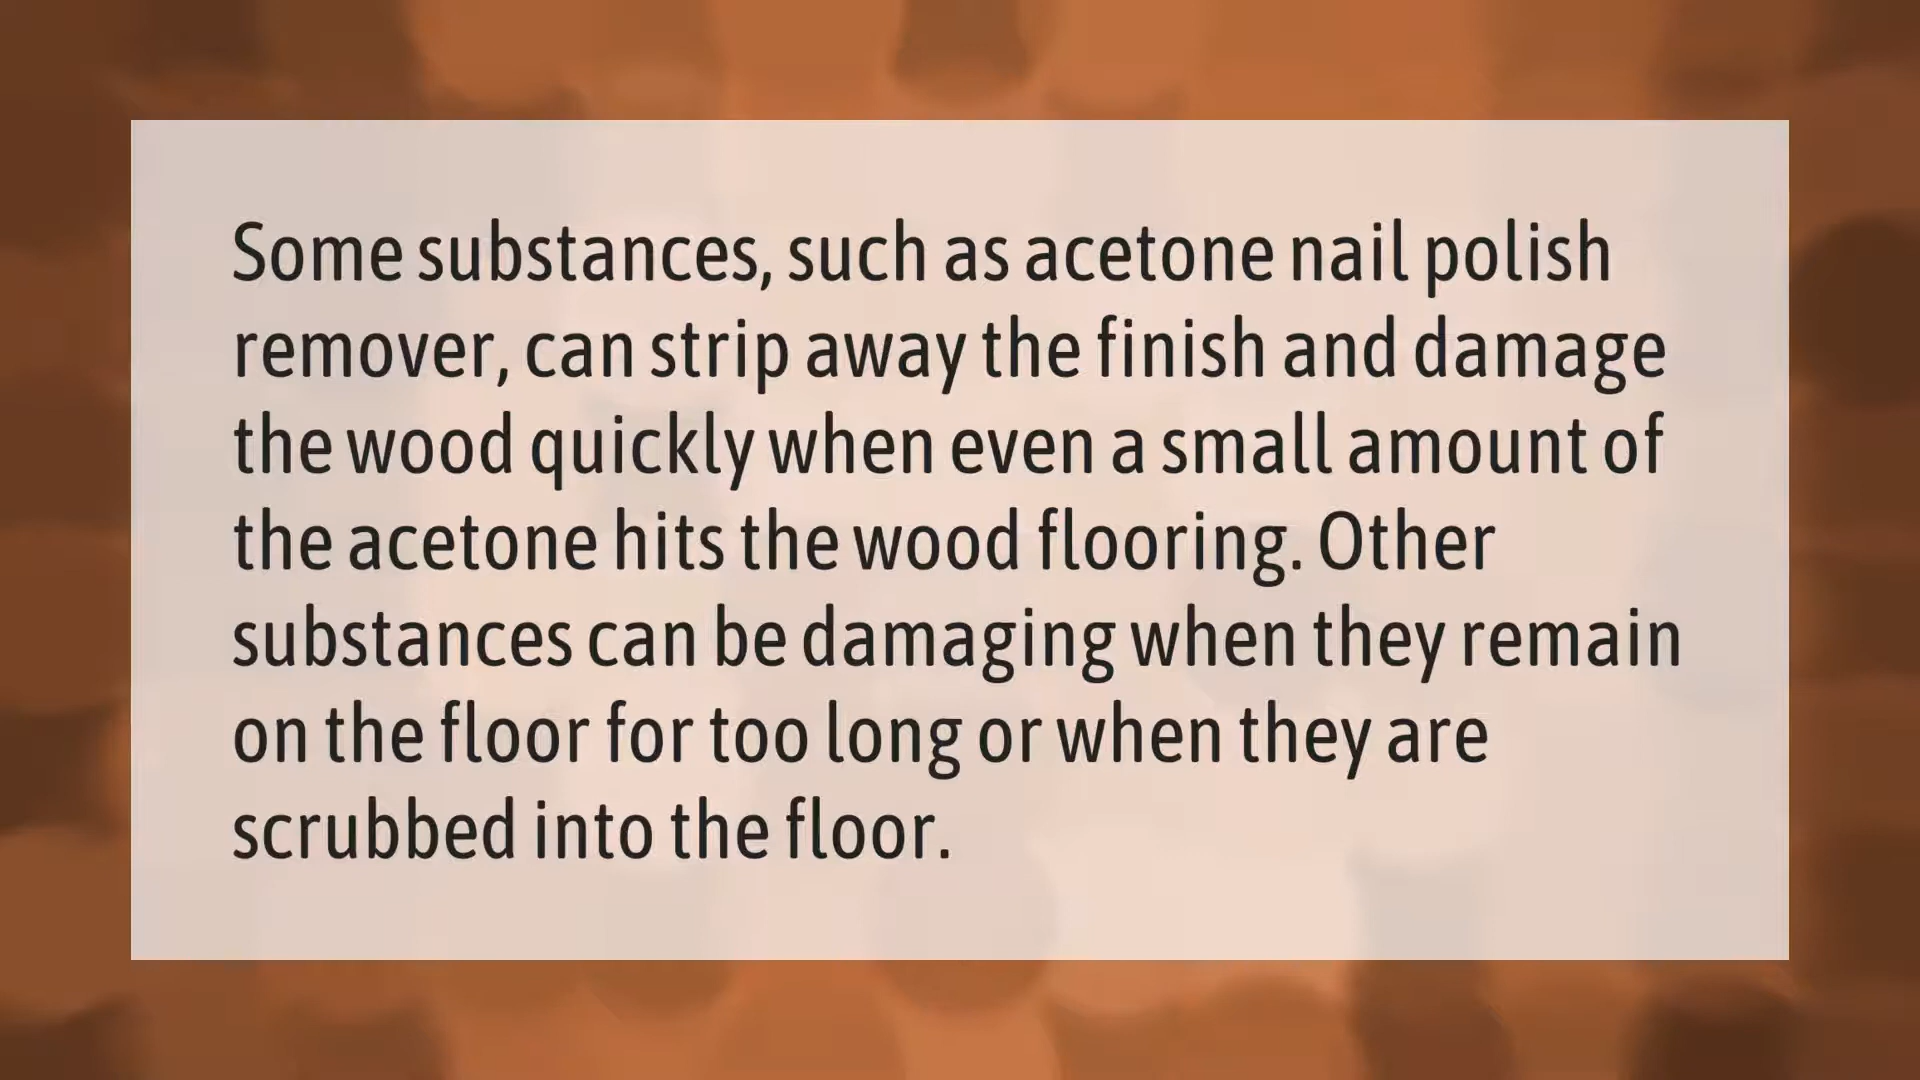 Some substances, such as acetone nail polish
remover, can strip away the finish and damage
the wood quickly when even a small amount of
the acetone hits the wood flooring. Other
substances can be damaging when they remain
on the floor for too long or when they are
scrubbed into the floor.